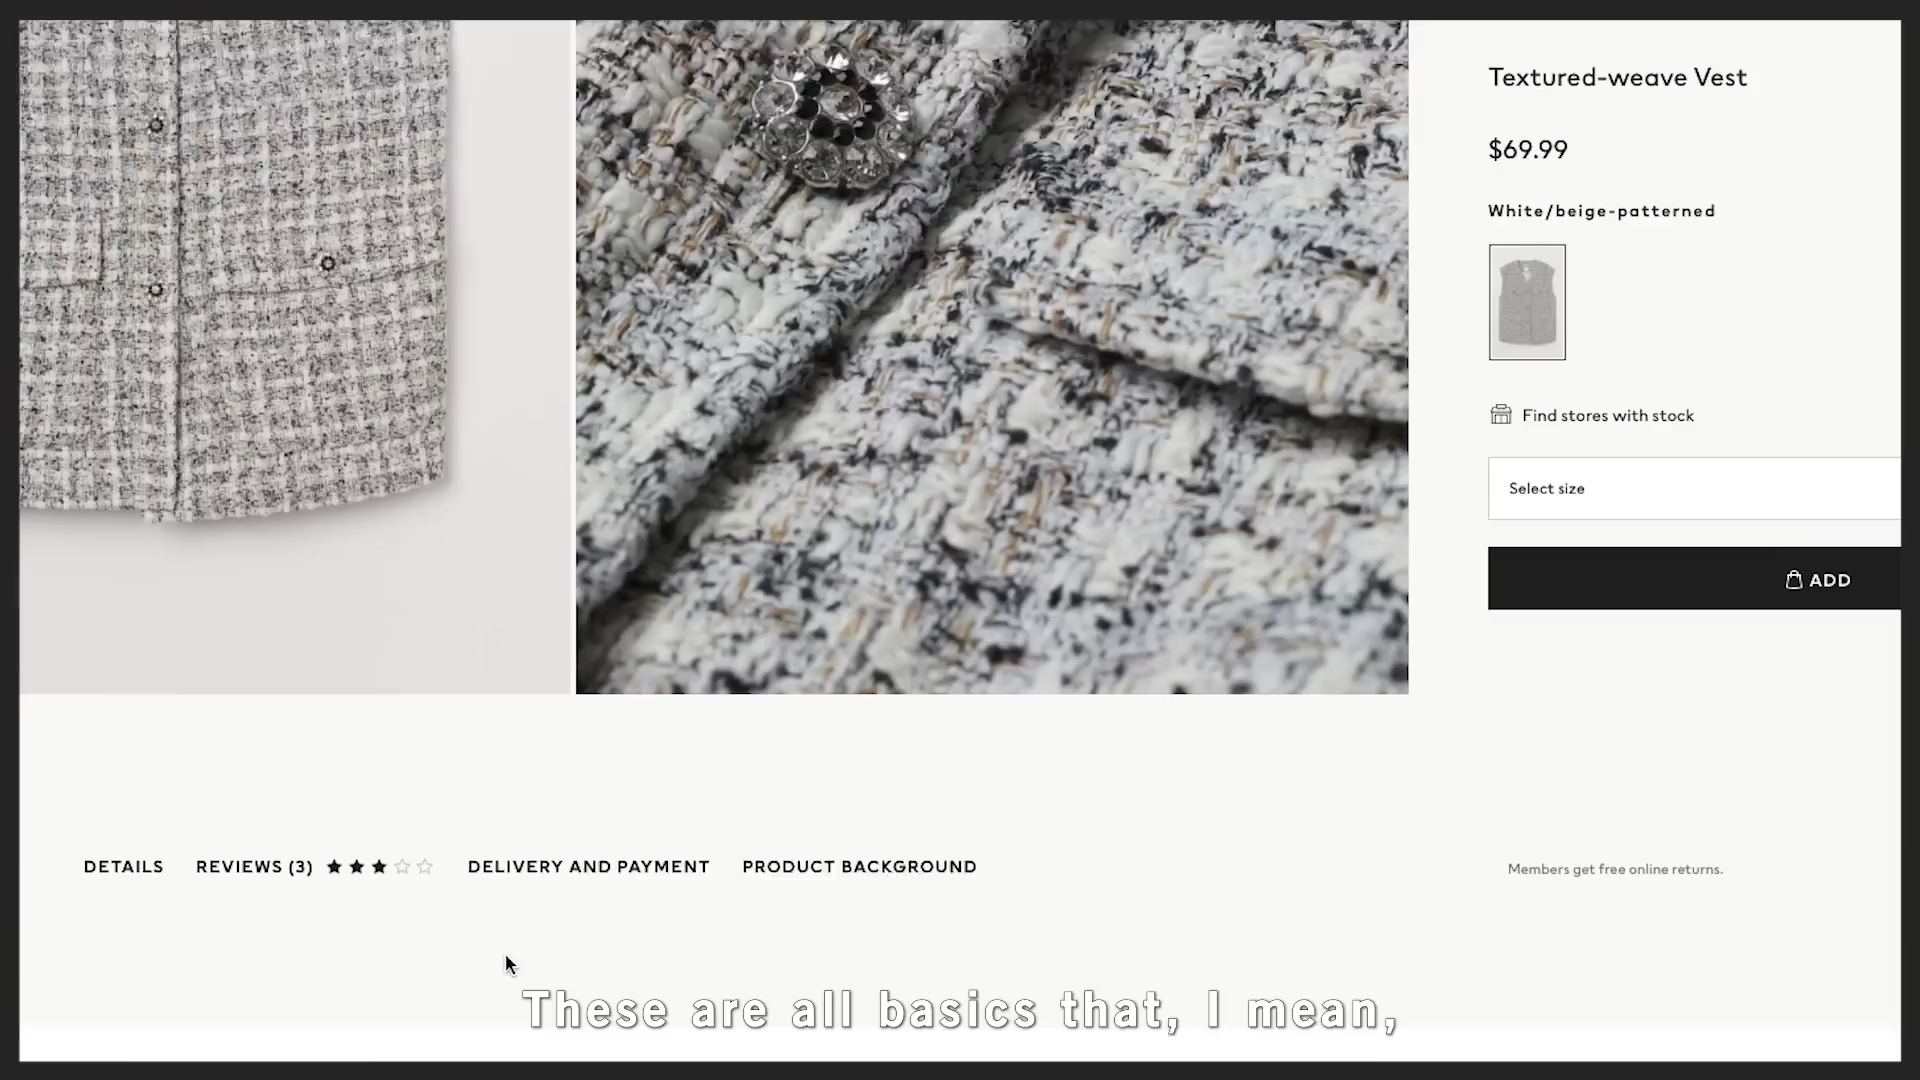 Textured-weave Vest
$69.99
White/beige-patterned
Find stores with stock
Select size
ADD
DETAILS REVIEWS (3) DELIVERY AND PAYMENT PRODUCT BACKGROUND
Members get free online returns.
These are all basics that, I mean,